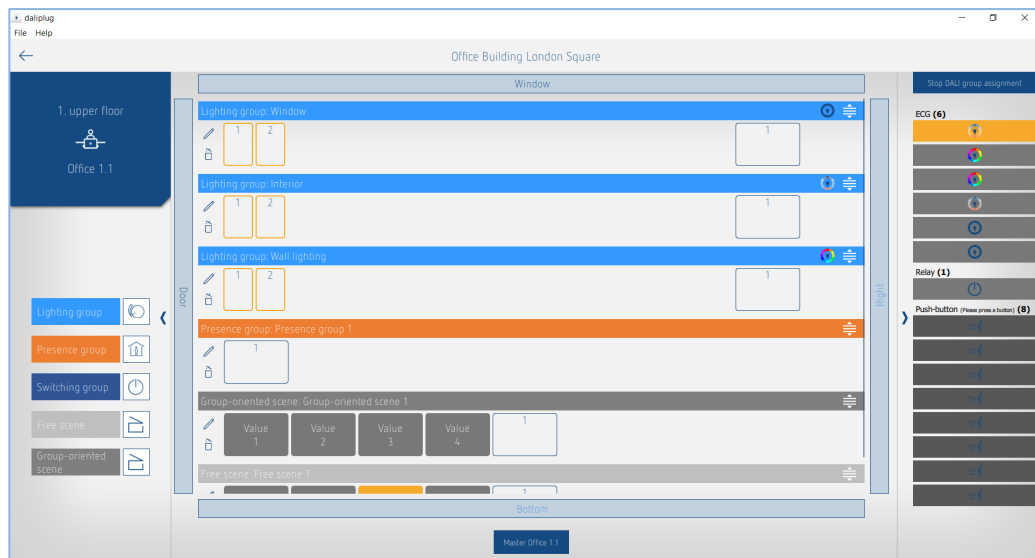 daliplug
File Help
Office Building London Square
1. upper floor
Office 1.1
Lighting group
Presence group
Switching group
Free scene
Group-oriented
scene
Window
Door
Right
Lighting group: Window
1 2 1
Lighting group: Interior
1 2 1
Lighting group: Wall lighting
1 2 1
Presence group: Presence group 1
1
Group-oriented scene: Group-oriented scene 1
Value Value Value Value 1
1 2 3 4
Free scene: Free scene 1
1
Bottom
Master Office 1.1
Stop DALI group assignment
ECG (6)
Relay (1)
Push-button (Please press a button) (8)